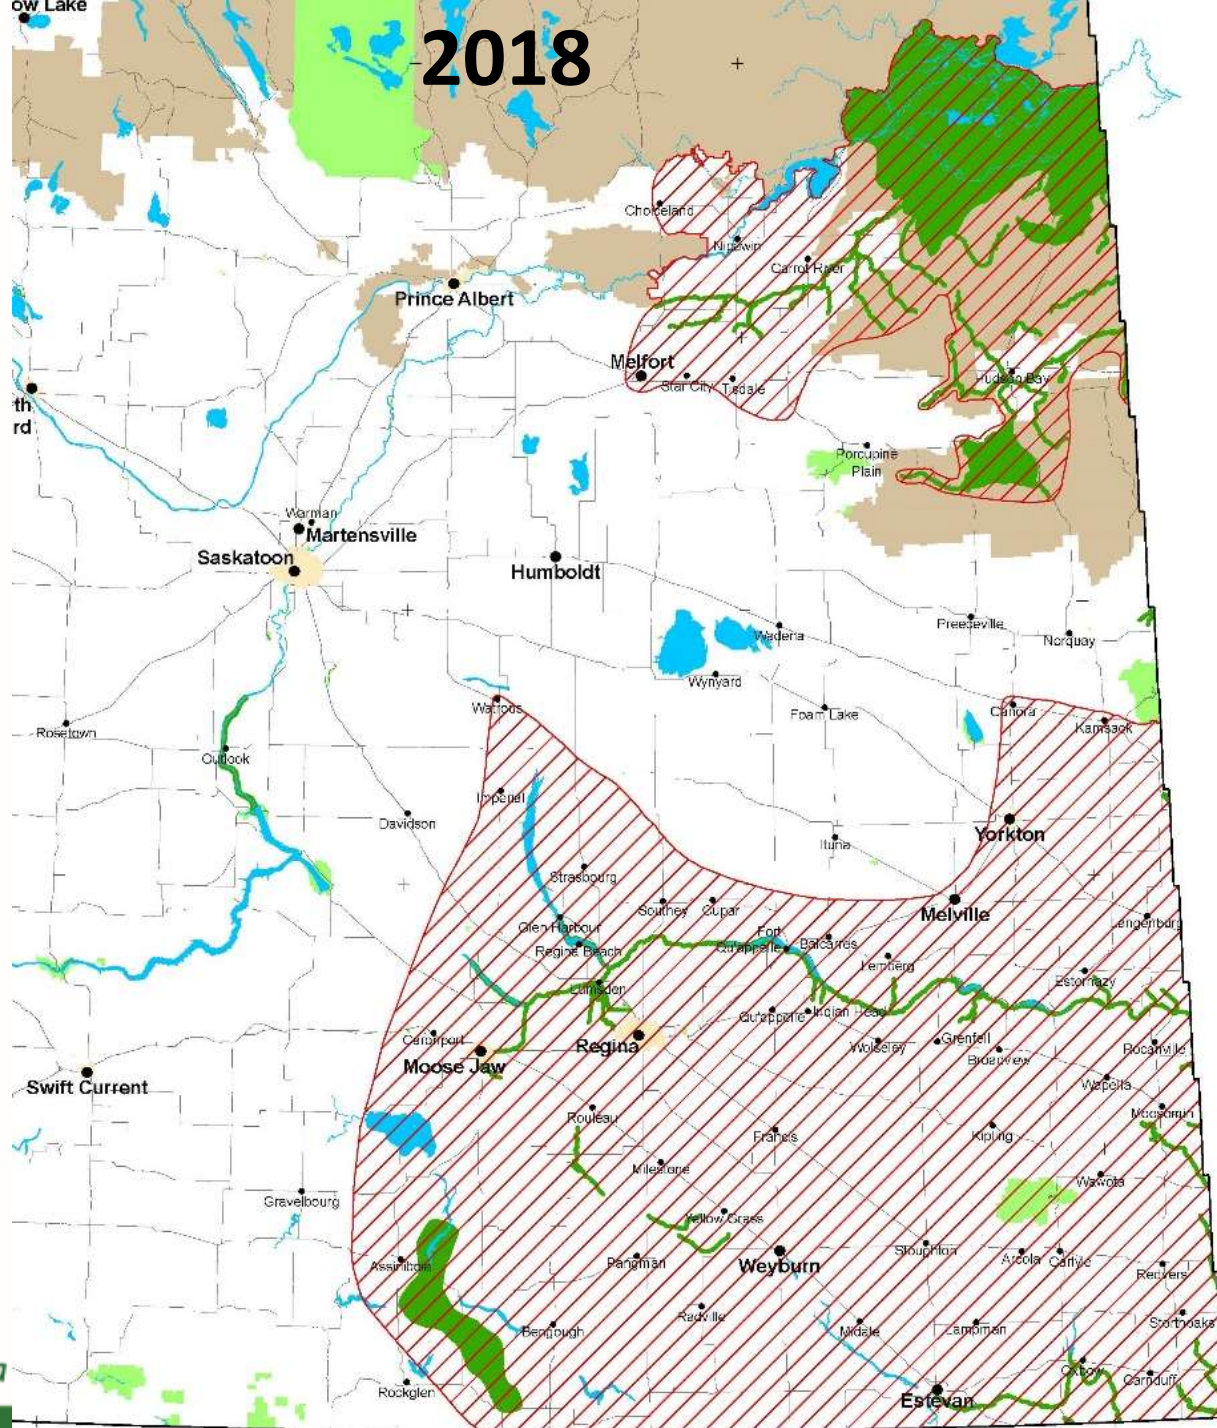 ow Lake
2018
Choiceland
Nipawin
Carrot River
Prince Albert
Melfort
Star City
Tisdale
Hudson Bay
th
rd
Porcupine
Plain
Warman
Martensville
Saskatoon
Humboldt
Wadena
Preeceville
Norquay
Wynyard
Watrous
Foam Lake
Canora
Kamsack
Rosetown
Outlook
Imperial
Davidson
Yorkton
Ituna
Strasbourg
Southey
Cupar
Melville
Langenburg
Glen Harbour
Fort
Qu'appelle
Balcarres
Regina Beach
Lemberg
Esterhazy
Lumsden
Qu'appelle
Indian Head
Caronport
Regina
Wolseley
Grenfell
Broadview
Rocanville
Moose Jaw
Swift Current
Wapella
Moosomin
Rouleau
Francis
Kipling
Milestone
Wawota
Gravelbourg
Yellow Grass
Assiniboia
Pangman
Weyburn
Stoughton
Arcola
Carlyle
Redvers
Radville
Bengough
Midale
Lampman
Storthoaks
Rockglen
Oxbow
Carnduff
Estevan